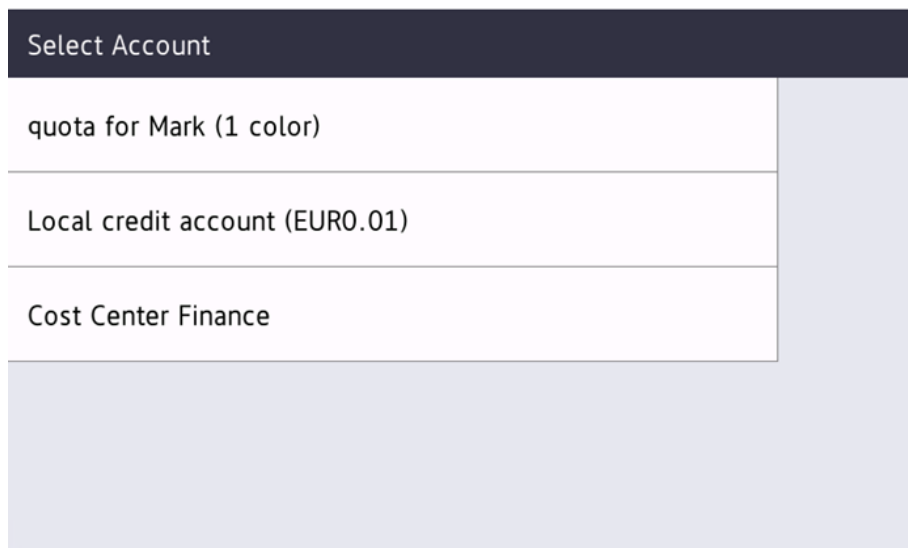 Select Account
quota for Mark (1 color)
Local credit account (EUR0.01)
Cost Center Finance